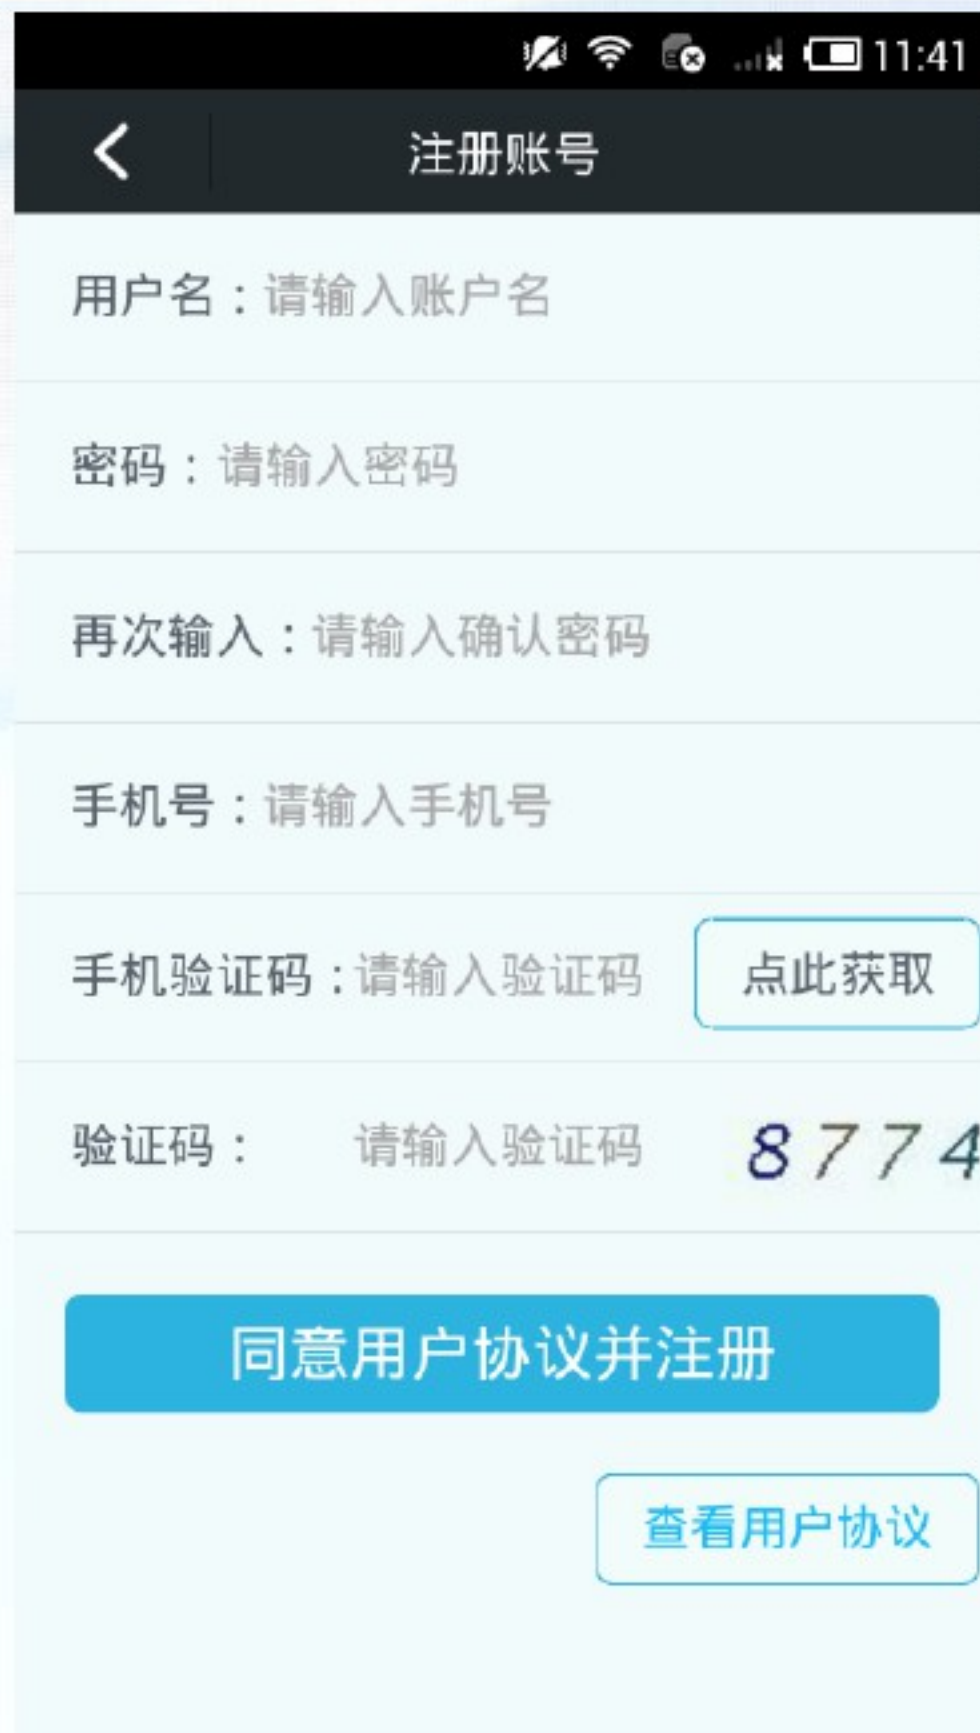 11:41
注册账号
用户名：请输入账户名
密码：请输入密码
再次输入：请输入确认密码
手机号：请输入手机号
手机验证码：请输入验证码 点此获取
验证码： 请输入验证码 8774
同意用户协议并注册
查看用户协议